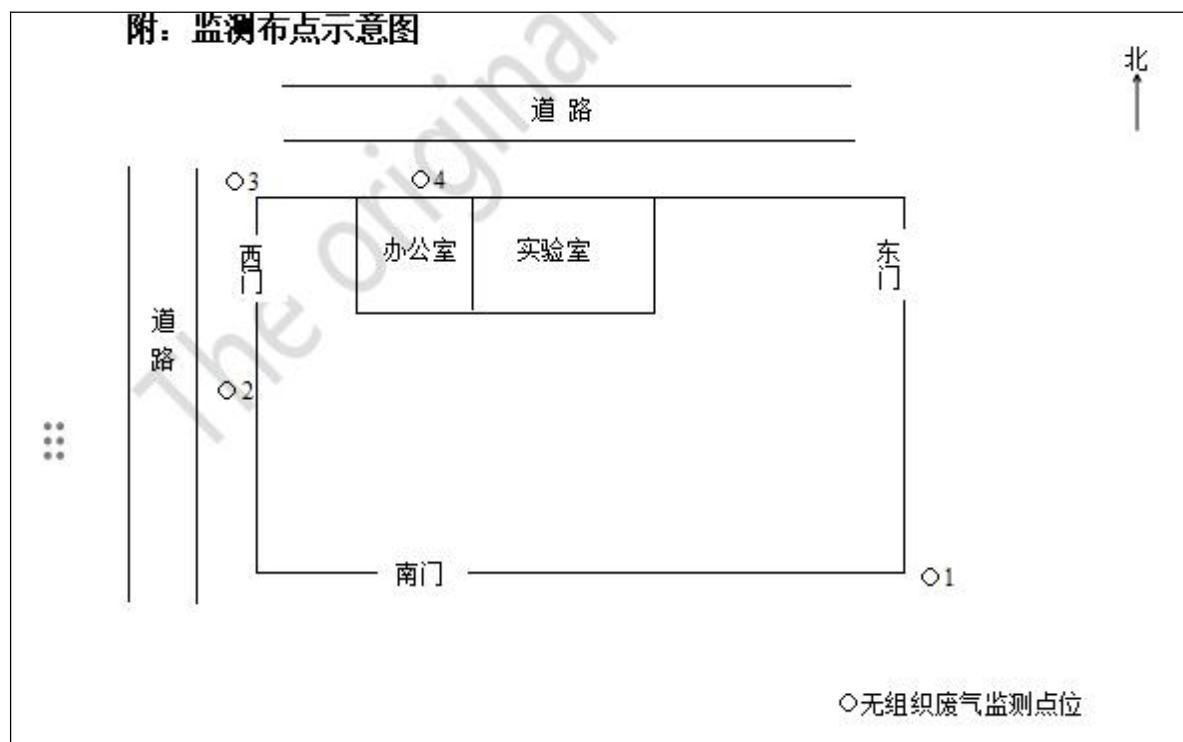 附：监测布点示意图
北
道 路
○3
○4
西门
办公室
实验室
东门
道路
○2
南门
○1
○无组织废气监测点位
The original